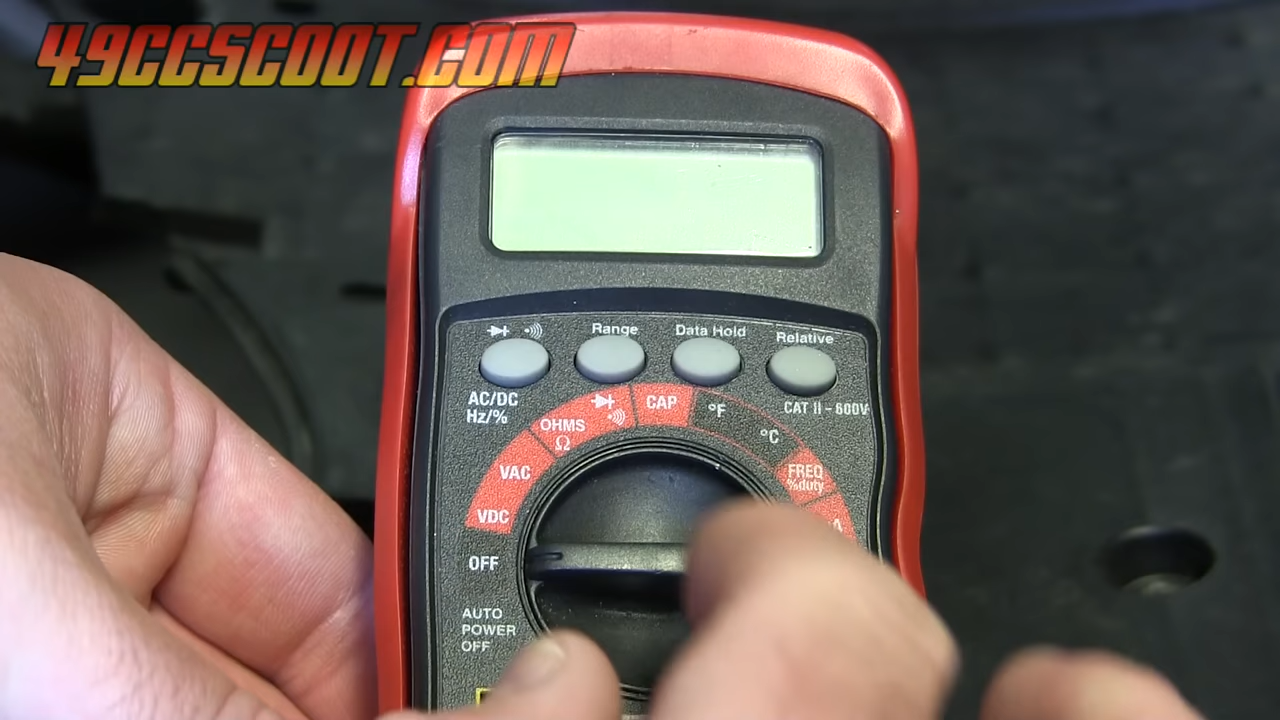 49CCSCOOT.COM
Range
Data Hold
Relative
AC/DC
Hz/%
CAT II - 600V
OHMS
Ω
CAP
°F
°C
FREQ
%duty
VAC
VDC
OFF
AUTO
POWER
OFF